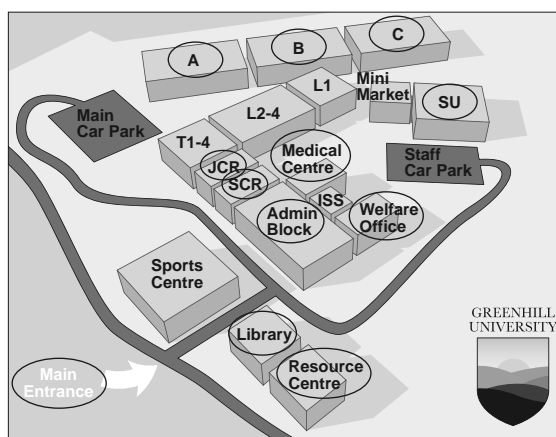 A
B
C
L1
Mini
Market
SU
Main
Car Park
L2-4
T1-4
JCR
SCR
Medical
Centre
Staff
Car Park
ISS
Admin
Block
Welfare
Office
Sports
Centre
Library
Resource
Centre
Main
Entrance
GREENHILL
UNIVERSITY